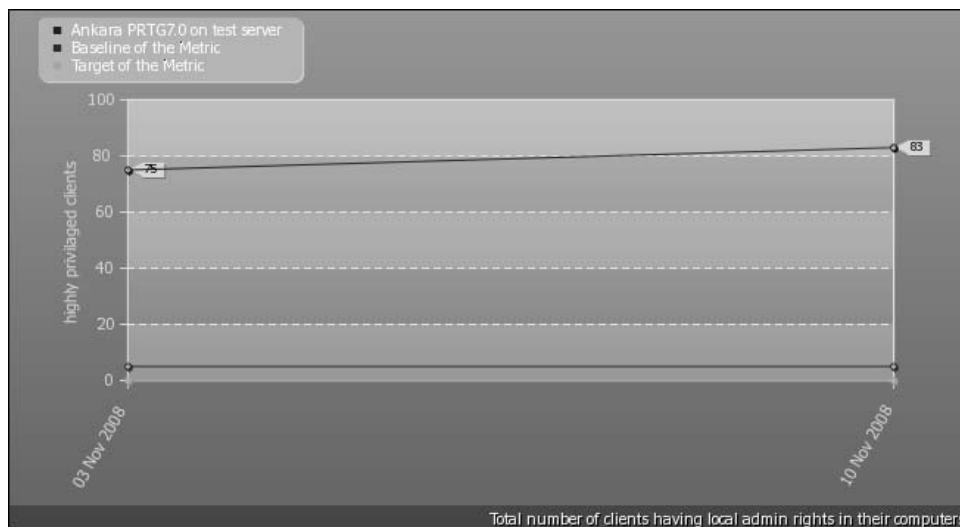 Ankara PRTG7.0 on test server
Baseline of the Metric
Target of the Metric
100
80
60
40
20
0
highly privilaged clients
75
83
03 Nov 2008
10 Nov 2008
Total number of clients having local admin rights in their computer